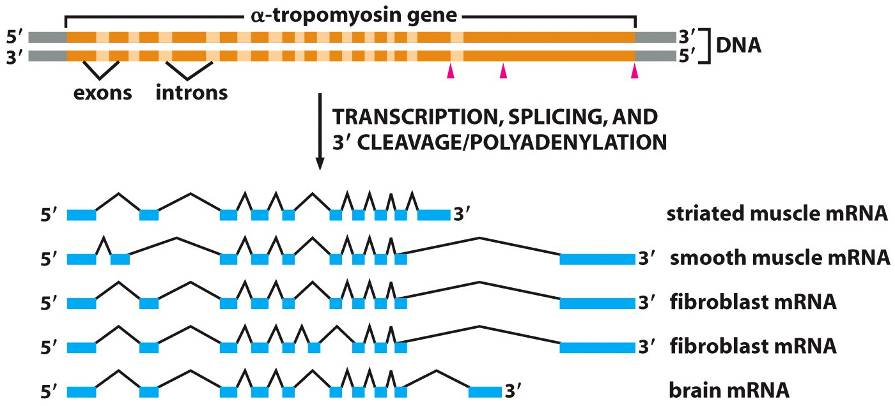 α-tropomyosin gene
5′ 3′
3′ 5′
DNA
exons introns
TRANSCRIPTION, SPLICING, AND
3′ CLEAVAGE/POLYADENYLATION
5′ 3′ striated muscle mRNA
5′ 3′ smooth muscle mRNA
5′ 3′ fibroblast mRNA
5′ 3′ fibroblast mRNA
5′ 3′ brain mRNA